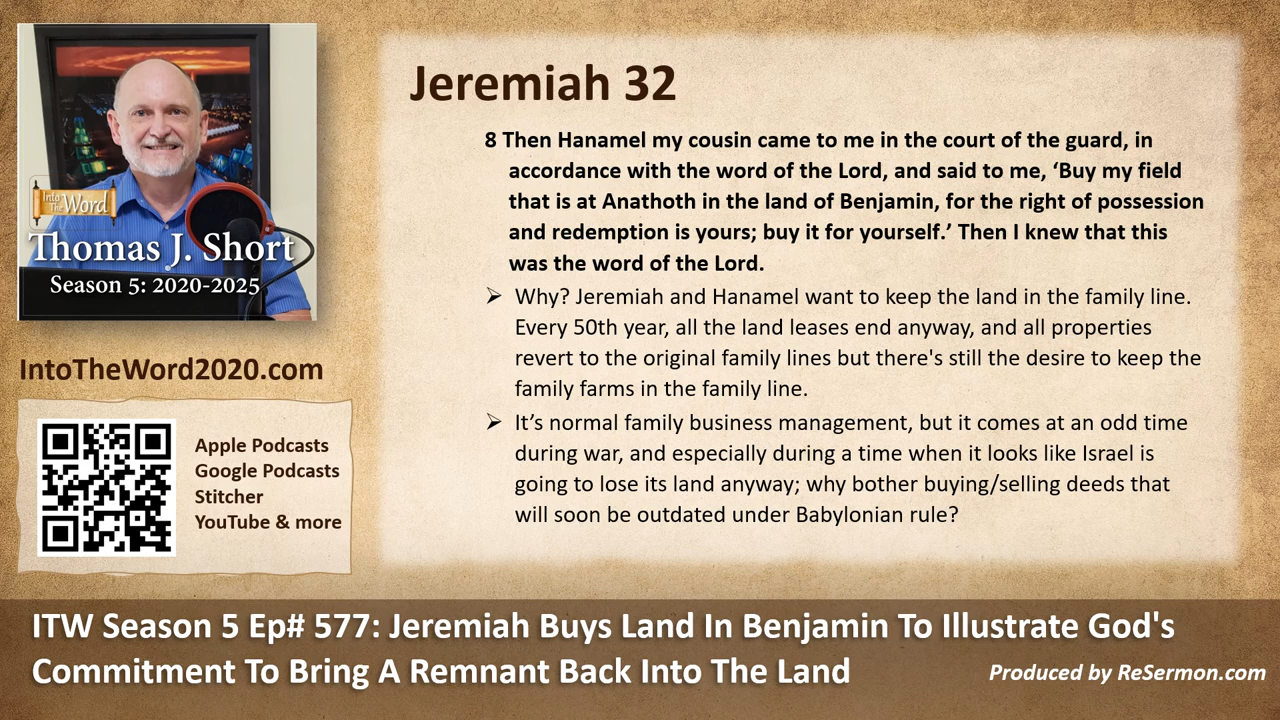 Into
The Word
Thomas J. Short
Season 5: 2020-2025
IntoTheWord2020.com
Apple Podcasts
Google Podcasts
Stitcher
YouTube & more
Jeremiah 32
8 Then Hanamel my cousin came to me in the court of the guard, in
accordance with the word of the Lord, and said to me, ‘Buy my field
that is at Anathoth in the land of Benjamin, for the right of possession
and redemption is yours; buy it for yourself.’ Then I knew that this
was the word of the Lord.
➢ Why? Jeremiah and Hanamel want to keep the land in the family line.
Every 50th year, all the land leases end anyway, and all properties
revert to the original family lines but there's still the desire to keep the
family farms in the family line.
➢ It’s normal family business management, but it comes at an odd time
during war, and especially during a time when it looks like Israel is
going to lose its land anyway; why bother buying/selling deeds that
will soon be outdated under Babylonian rule?
ITW Season 5 Ep# 577: Jeremiah Buys Land In Benjamin To Illustrate God's
Commitment To Bring A Remnant Back Into The Land
Produced by ReSermon.com